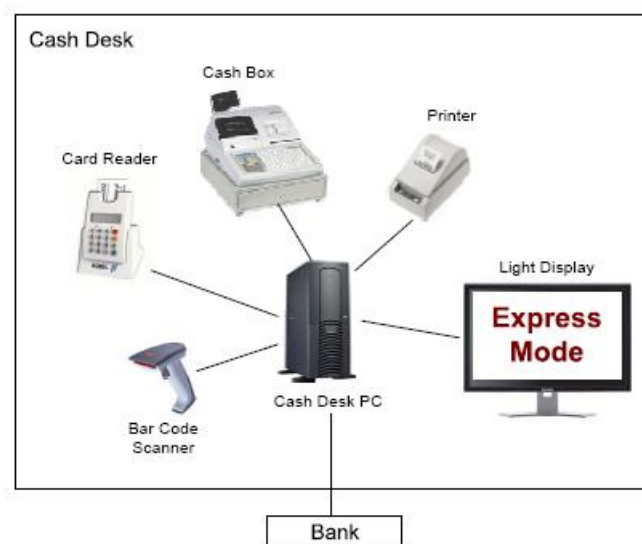 Cash Desk
Cash Box
Printer
Card Reader
Light Display
Express
Mode
Cash Desk PC
Bar Code
Scanner
Bank